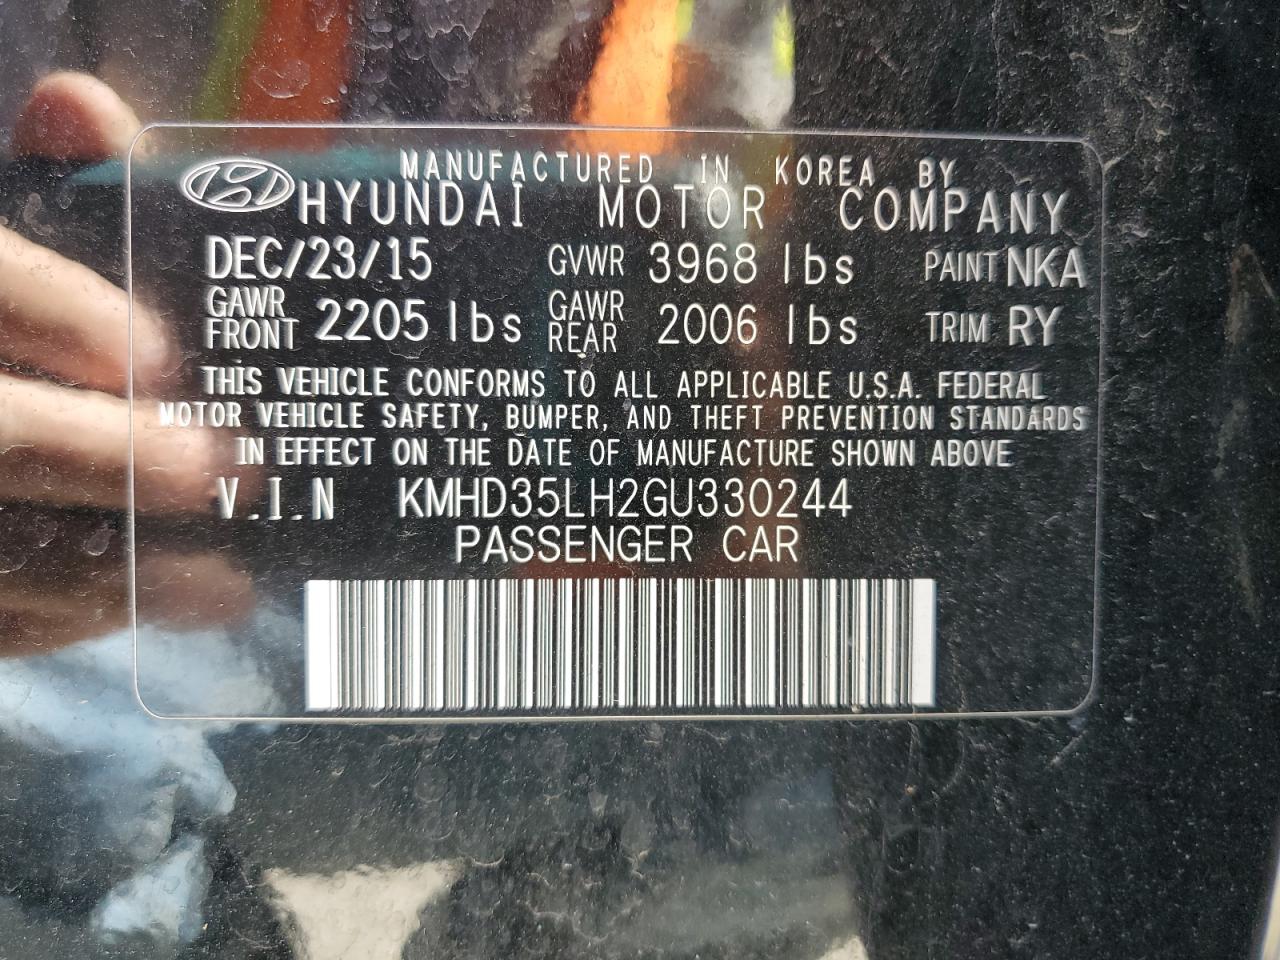 MANUFACTURED IN KOREA BY
HYUNDAI MOTOR COMPANY
DEC/23/15 GVWR 3968 lbs PAINT NKA
GAWR FRONT 2205 lbs GAWR REAR 2006 lbs TRIM RY
THIS VEHICLE CONFORMS TO ALL APPLICABLE U.S.A. FEDERAL
MOTOR VEHICLE SAFETY, BUMPER, AND THEFT PREVENTION STANDARDS
IN EFFECT ON THE DATE OF MANUFACTURE SHOWN ABOVE
V.I.N KMHD35LH2GU330244
PASSENGER CAR